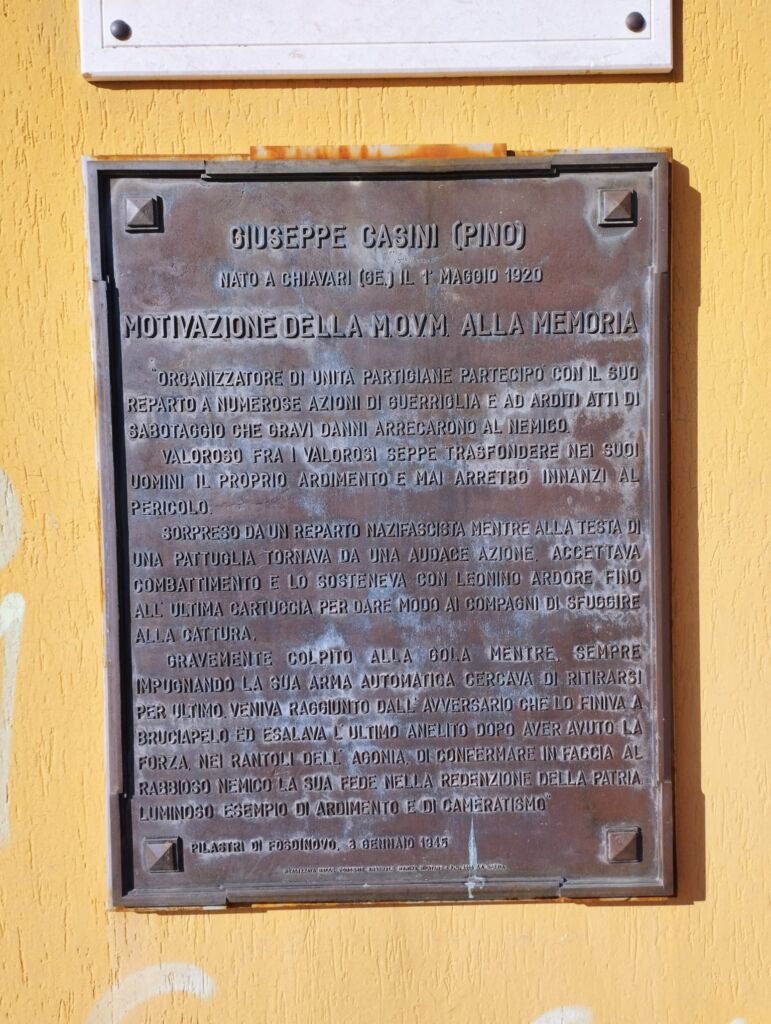 GIUSEPPE CASINI (PINO)
NATO A CHIAVARI (GE.) IL 1° MAGGIO 1920
MOTIVAZIONE DELLA M.O.V.M. ALLA MEMORIA
"ORGANIZZATORE DI UNITÀ PARTIGIANE PARTECIPÒ CON IL SUO
REPARTO A NUMEROSE AZIONI DI GUERRIGLIA E AD ARDITI ATTI DI
SABOTAGGIO CHE GRAVI DANNI ARRECARONO AL NEMICO.
VALOROSO FRA I VALOROSI SEPPE TRASFONDERE NEI SUOI
UOMINI IL PROPRIO ARDIMENTO E MAI ARRETRÒ INNANZI AL
PERICOLO.
SORPRESO DA UN REPARTO NAZIFASCISTA MENTRE ALLA TESTA DI
UNA PATTUGLIA TORNAVA DA UNA AUDACE AZIONE, ACCETTAVA
COMBATTIMENTO E LO SOSTENEVA CON LEONINO ARDORE FINO
ALL'ULTIMA CARTUCCIA PER DARE MODO AI COMPAGNI DI SFUGGIRE
ALLA CATTURA.
GRAVEMENTE COLPITO ALLA GOLA MENTRE, SEMPRE
IMPUGNANDO LA SUA ARMA AUTOMATICA CERCAVA DI RITIRARSI
PER ULTIMO, VENIVA RAGGIUNTO DALL'AVVERSARIO CHE LO FINIVA A
BRUCIAPELO ED ESALAVA L'ULTIMO ANELITO DOPO AVER AVUTO LA
FORZA, NEI RANTOLI DELL'AGONIA, DI CONFERMARE IN FACCIA AL
RABBIOSO NEMICO LA SUA FEDE NELLA REDENZIONE DELLA PATRIA
LUMINOSO ESEMPIO DI ARDIMENTO E DI CAMERATISMO"
PILASTRI DI FOSDINOVO, 3 GENNAIO 1945